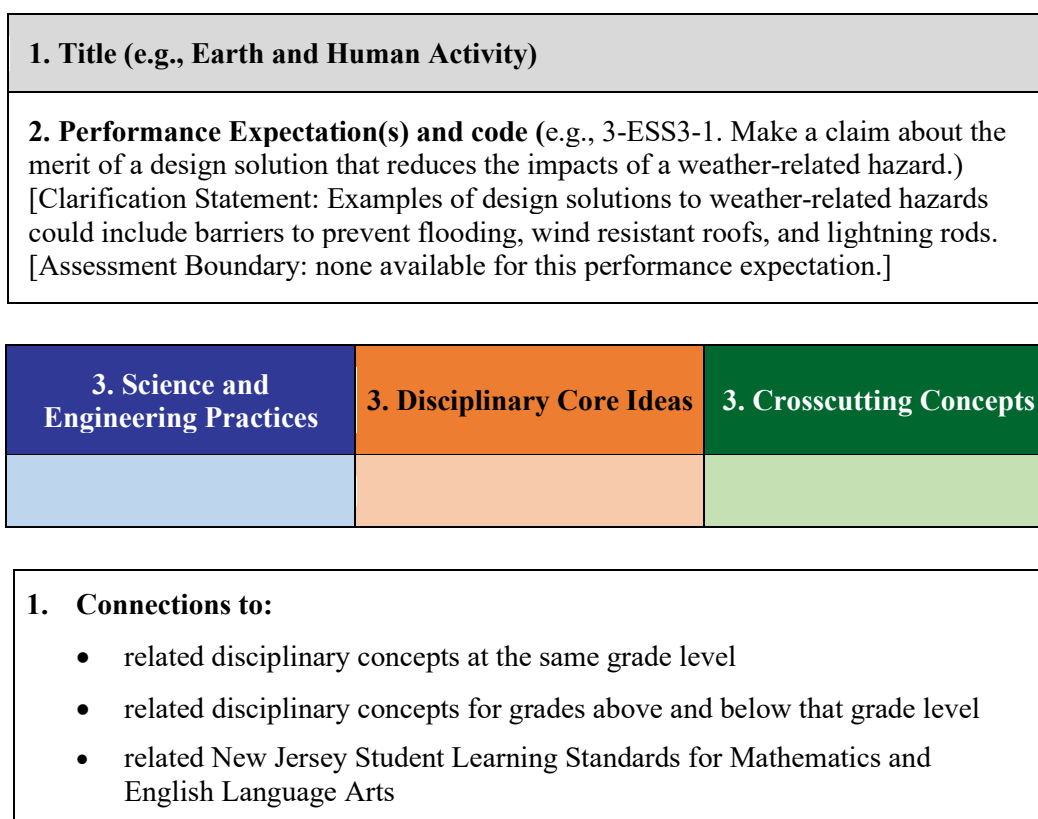 1. Title (e.g., Earth and Human Activity)
2. Performance Expectation(s) and code (e.g., 3-ESS3-1. Make a claim about the
merit of a design solution that reduces the impacts of a weather-related hazard.)
[Clarification Statement: Examples of design solutions to weather-related hazards
could include barriers to prevent flooding, wind resistant roofs, and lightning rods.
[Assessment Boundary: none available for this performance expectation.]
3. Science and
Engineering Practices
3. Disciplinary Core Ideas
3. Crosscutting Concepts
1. Connections to:
• related disciplinary concepts at the same grade level
• related disciplinary concepts for grades above and below that grade level
• related New Jersey Student Learning Standards for Mathematics and
English Language Arts